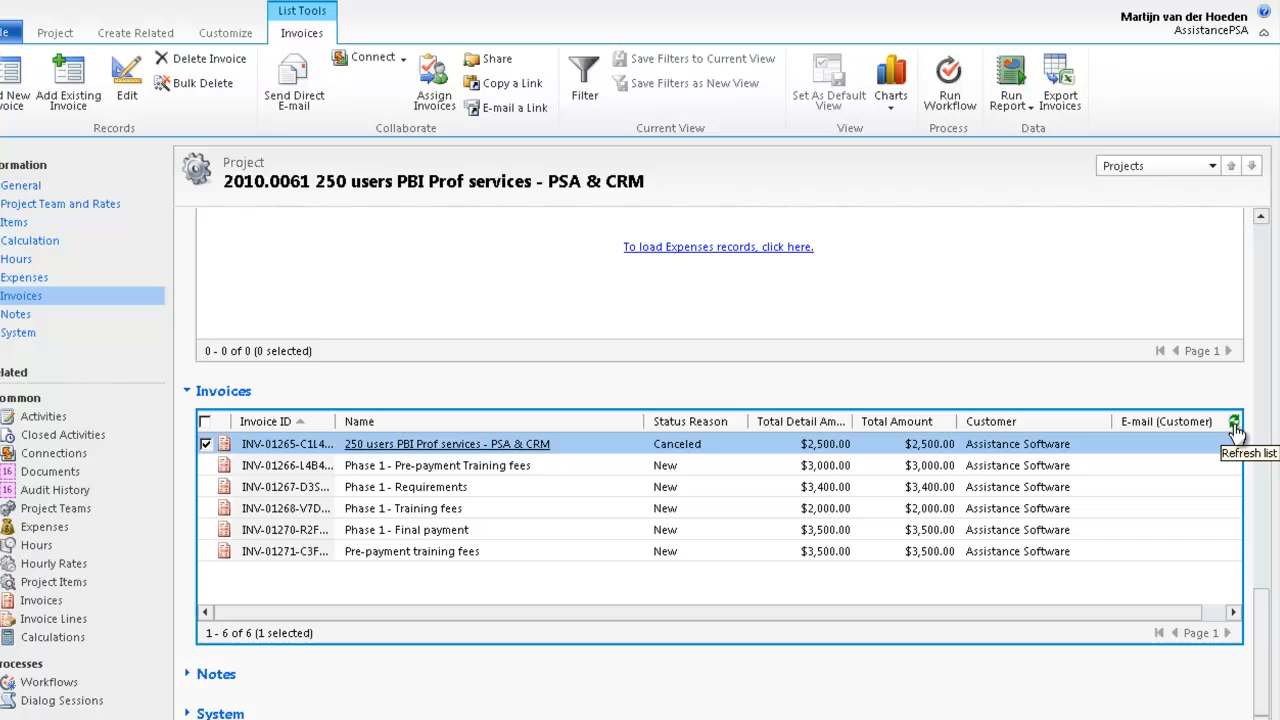 List Tools
Project Create Related Customize Invoices
Martijn van der Hoeden
AssistancePSA
Add Existing Invoice
Edit
Delete Invoice
Bulk Delete
Records
Send Direct E-mail
Connect
Assign Invoices
Share
Copy a Link
E-mail a Link
Collaborate
Filter
Save Filters to Current View
Save Filters as New View
Current View
Set As Default View
Charts
View
Run Workflow
Process
Run Report
Export Invoices
Data
ormation
General
Project Team and Rates
Items
Calculation
Hours
Expenses
Invoices
Notes
System
elated
ommon
Activities
Closed Activities
Connections
16 Documents
16 Audit History
Project Teams
Expenses
Hours
Hourly Rates
Project Items
Invoices
Invoice Lines
Calculations
rocesses
Workflows
Dialog Sessions
Project
2010.0061 250 users PBI Prof services - PSA & CRM
Projects
To load Expenses records, click here.
0 - 0 of 0 (0 selected) Page 1
Invoices
Invoice ID Name Status Reason Total Detail Am... Total Amount Customer E-mail (Customer)
INV-01265-C1L4... 250 users PBI Prof services - PSA & CRM Canceled $2,500.00 $2,500.00 Assistance Software
Refresh list
INV-01266-L4B4... Phase 1 - Pre-payment Training fees New $3,000.00 $3,000.00 Assistance Software
INV-01267-D3S... Phase 1 - Requirements New $3,400.00 $3,400.00 Assistance Software
INV-01268-V7D... Phase 1 - Training fees New $2,000.00 $2,000.00 Assistance Software
INV-01270-R2F... Phase 1 - Final payment New $3,500.00 $3,500.00 Assistance Software
INV-01271-C3F... Pre-payment training fees New $3,500.00 $3,500.00 Assistance Software
1 - 6 of 6 (1 selected) Page 1
Notes
System